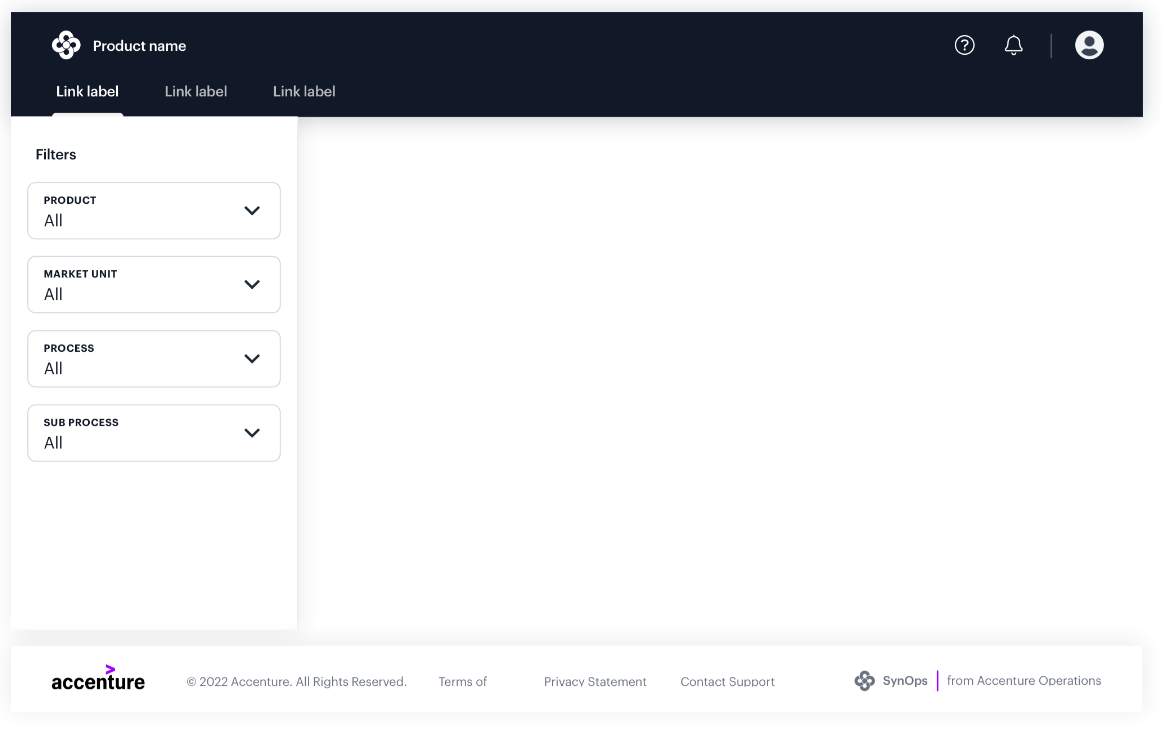 Product name
Link label Link label Link label
Filters
PRODUCT
All
MARKET UNIT
All
PROCESS
All
SUB PROCESS
All
accenture © 2022 Accenture. All Rights Reserved. Terms of Privacy Statement Contact Support SynOps from Accenture Operations